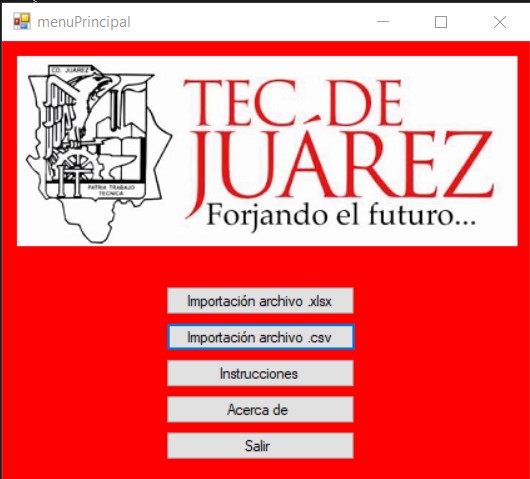 menuPrincipal
CD. JUAREZ
PATRIA TRABAJO
TECNICA
TEC DE
JUÁREZ
Forjando el futuro...
Importación archivo .xlsx
Importación archivo .csv
Instrucciones
Acerca de
Salir